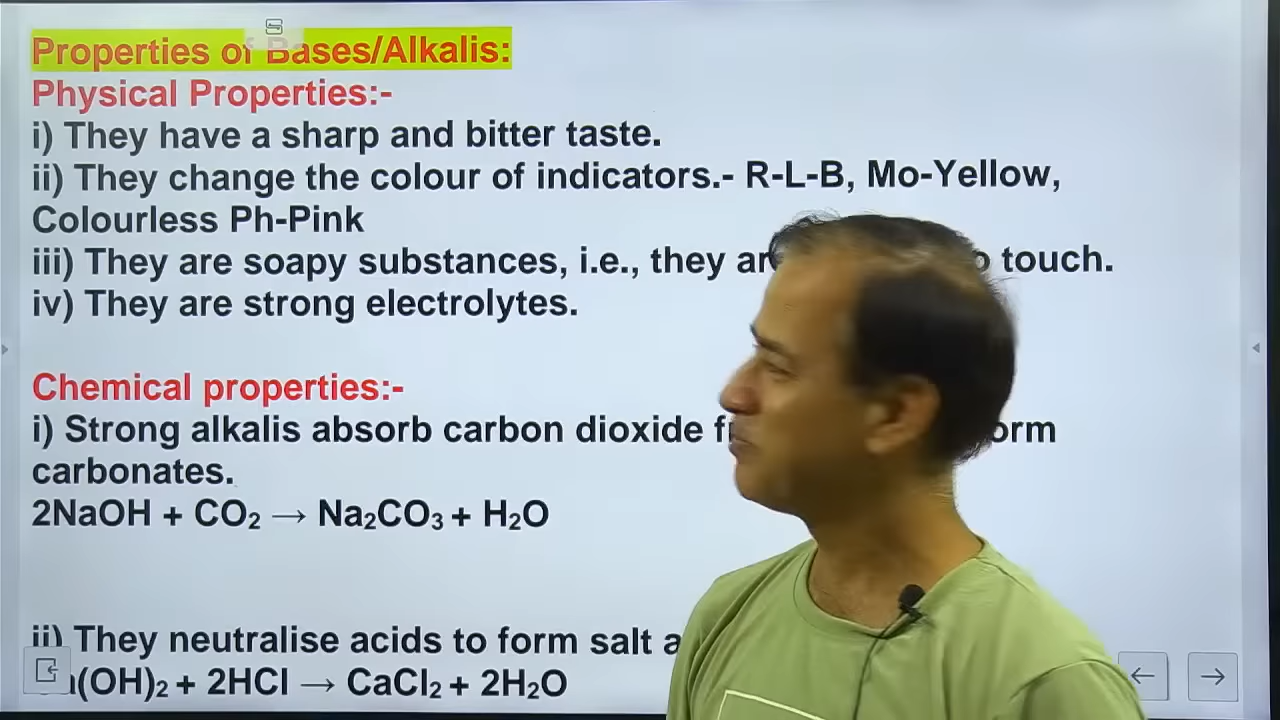 Properties of Bases/Alkalis:
Physical Properties:-
i) They have a sharp and bitter taste.
ii) They change the colour of indicators.- R-L-B, Mo-Yellow,
Colourless Ph-Pink
iii) They are soapy substances, i.e., they touch.
iv) They are strong electrolytes.
Chemical properties:-
i) Strong alkalis absorb carbon dioxide
carbonates.
2NaOH + CO₂ → Na₂CO₃ + H₂O
ii) They neutralise acids to form salt
(OH)₂ + 2HCl → CaCl₂ + 2H₂O